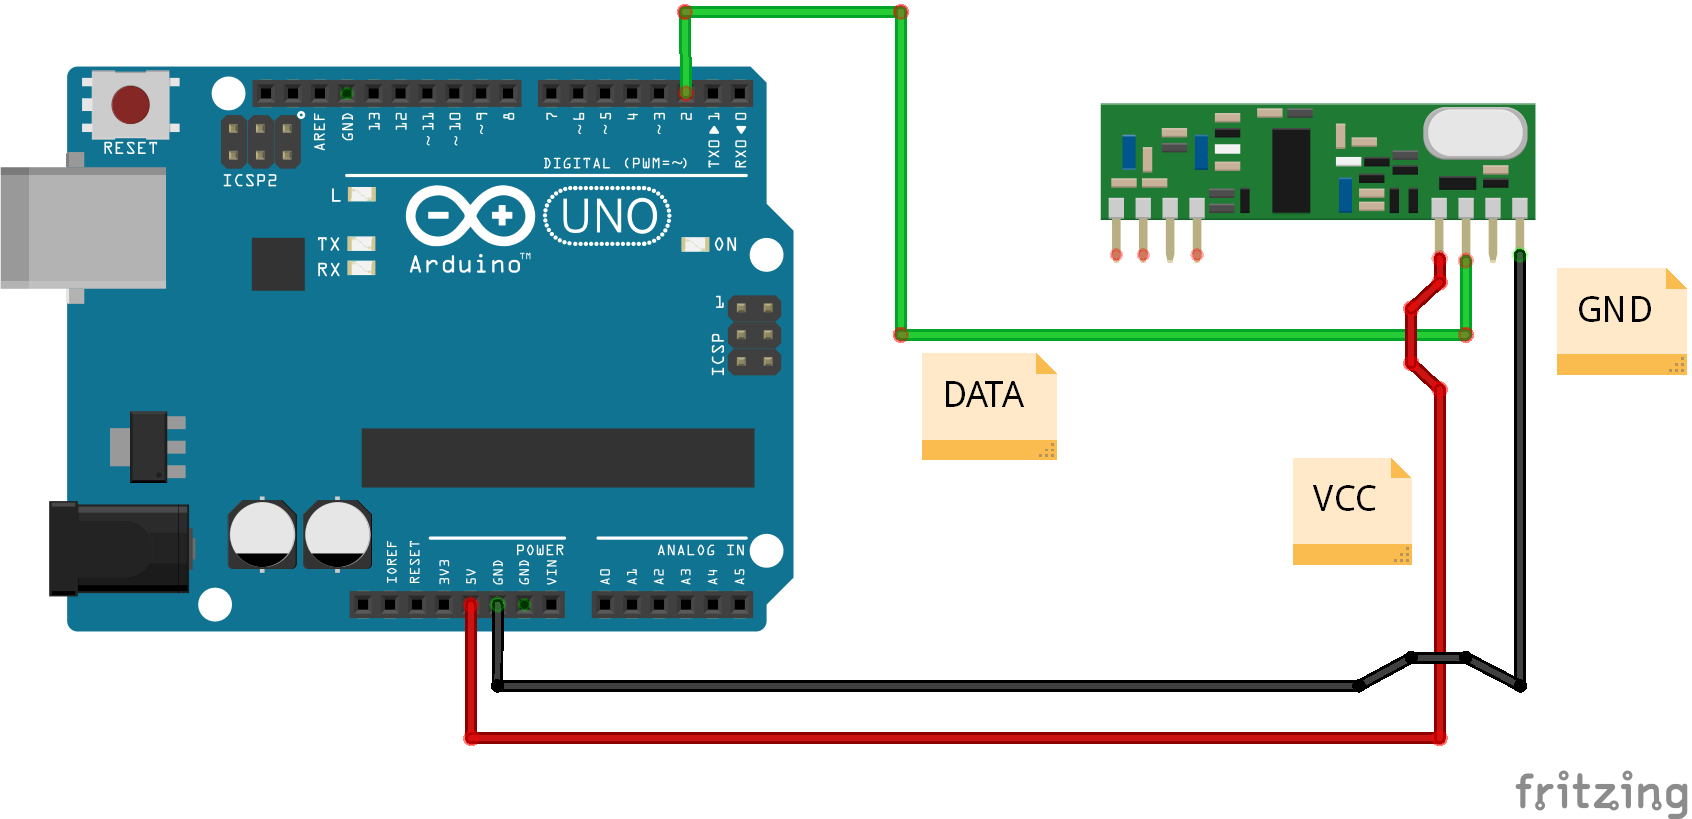 RESET
ICSP2
AREF
GND
13
12
~11
~10
~9
8
7
~6
~5
4
~3
2
TX0▶1
RX0◀0
DIGITAL (PWM=~)
L
TX
RX
UNO
Arduino™
ON
1
ICSP
DATA
VCC
GND
POWER
ANALOG IN
IOREF
RESET
3V3
5V
GND
GND
VIN
A0
A1
A2
A3
A4
A5
fritzing